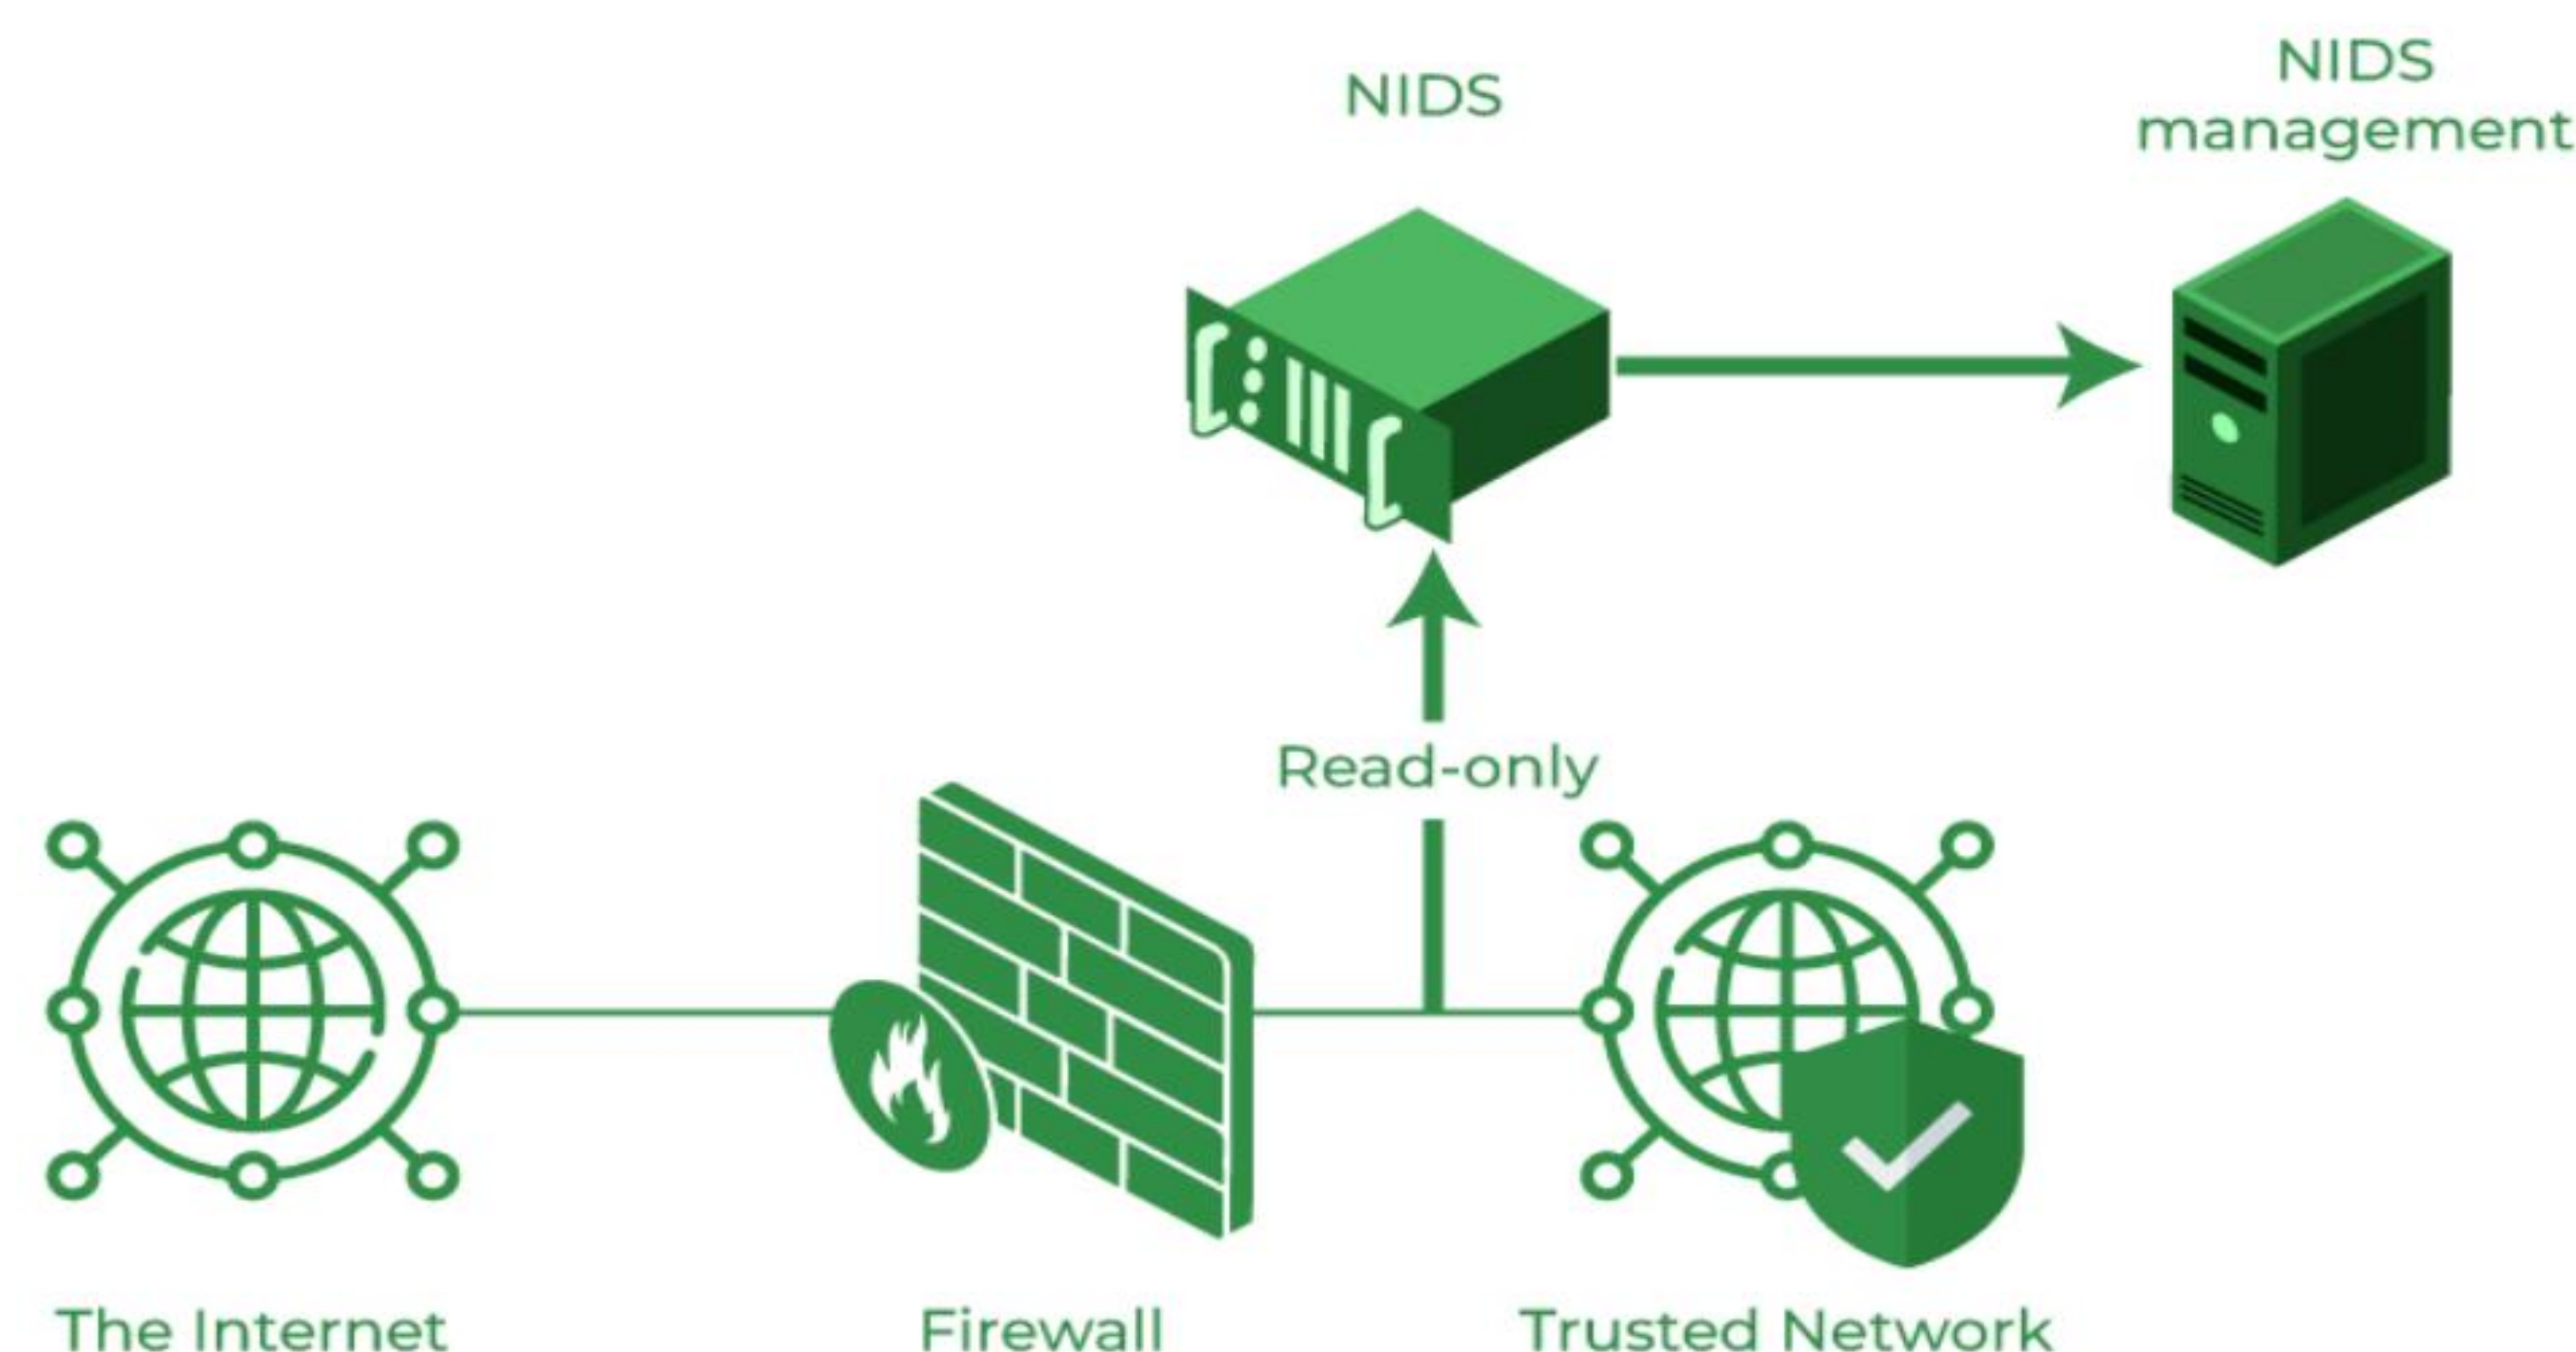 NIDS
NIDS
management
Read-only
The Internet
Firewall
Trusted Network